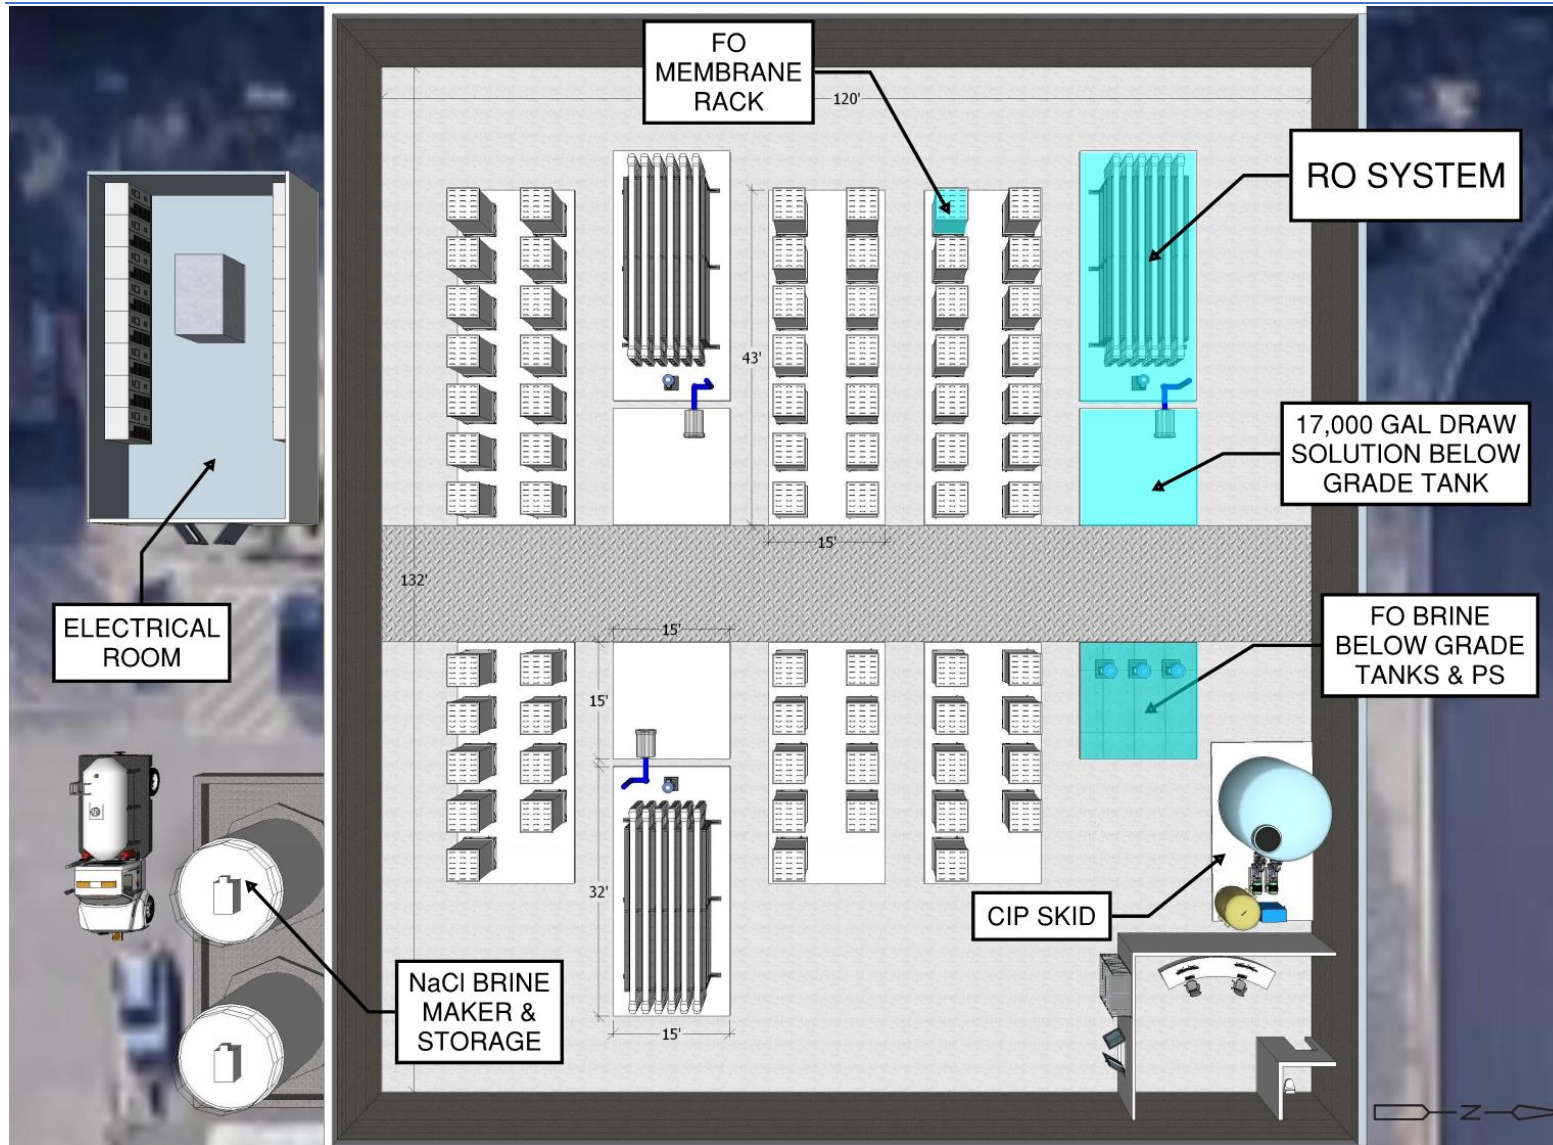 FO
MEMBRANE
RACK
120'
RO SYSTEM
43'
17,000 GAL DRAW
SOLUTION BELOW
GRADE TANK
15'
132'
ELECTRICAL
ROOM
15'
FO BRINE
BELOW GRADE
TANKS & PS
15'
32'
CIP SKID
NaCl BRINE
MAKER &
STORAGE
15'
N